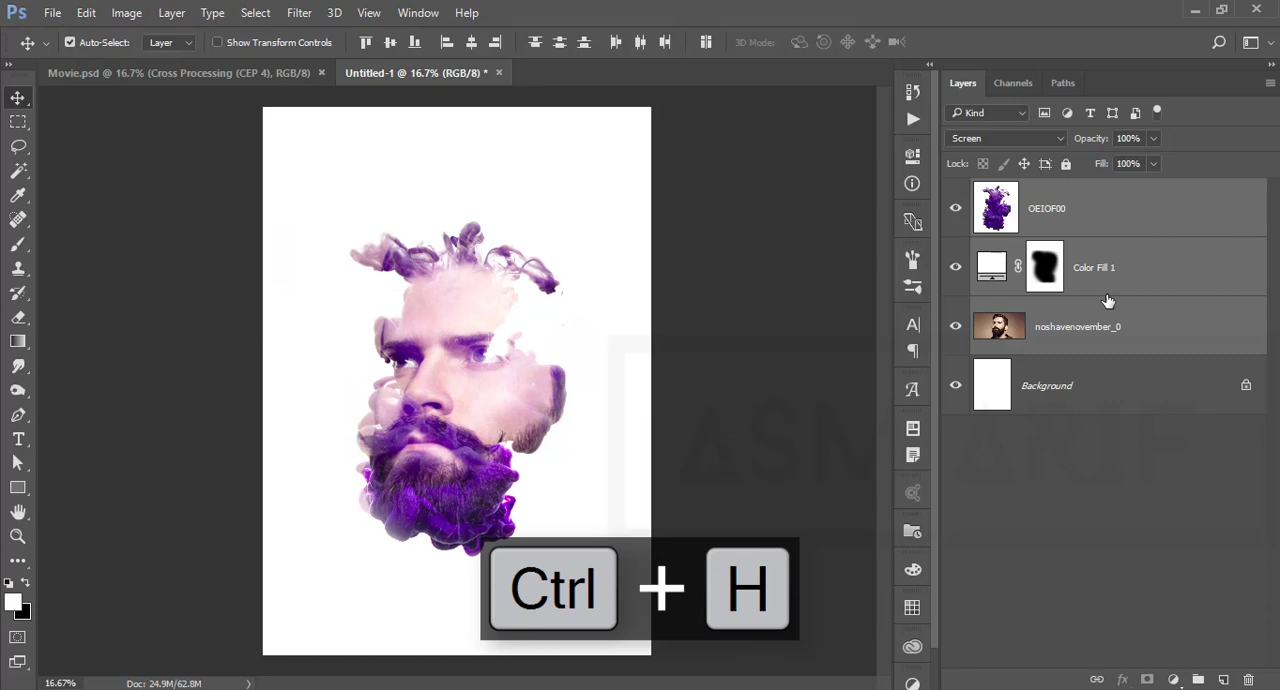 Ps File Edit Image Layer Type Select Filter 3D View Window Help
Auto-Select: Layer Show Transform Controls 3D Mode:
Movie.psd @ 16.7% (Cross Processing (CEP 4), RGB/8) × Untitled-1 @ 16.7% (RGB/8) * ×
Layers Channels Paths
Kind
Screen Opacity: 100%
Lock: Fill: 100%
OEIOF00
Color Fill 1
noshavenovember_0
Background
Ctrl + H
16.67% Doc: 24.9M/62.8M